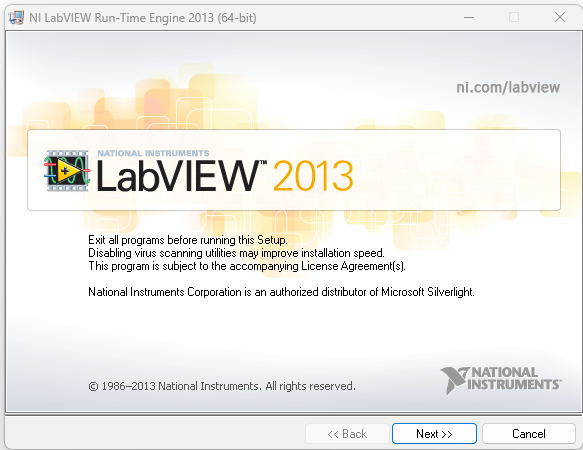 NI LabVIEW Run-Time Engine 2013 (64-bit)
ni.com/labview
NATIONAL INSTRUMENTS
LabVIEW™ 2013
Exit all programs before running this Setup.
Disabling virus scanning utilities may improve installation speed.
This program is subject to the accompanying License Agreement(s).
National Instruments Corporation is an authorized distributor of Microsoft Silverlight.
© 1986–2013 National Instruments. All rights reserved.
NATIONAL
INSTRUMENTS™
<< Back
Next >>
Cancel